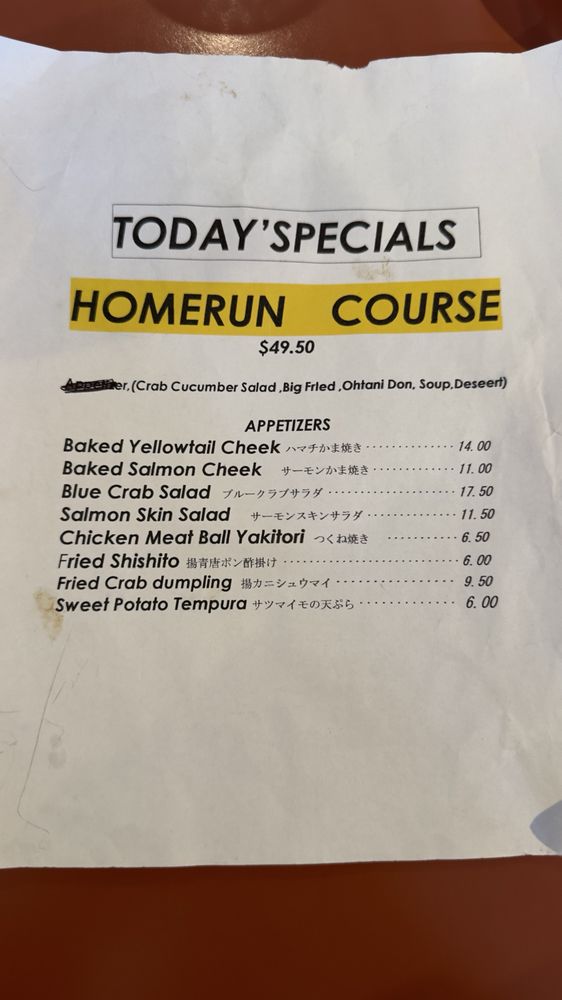 TODAY'SPECIALS
HOMERUN COURSE
$49.50
er,(Crab Cucumber Salad ,Big Frled ,Ohtani Don, Soup,Deseert)
APPETIZERS
Baked Yellowtail Cheek ハマチかま焼き ·············· 14.00
Baked Salmon Cheek サーモンかま焼き ············· 11.00
Blue Crab Salad ブルークラブサラダ ···················· 17.50
Salmon Skin Salad サーモンスキンサラダ ·············· 11.50
Chicken Meat Ball Yakitori つくね焼き ············· 6.50
Fried Shishito 揚青唐ポン酢掛け ···························· 6.00
Fried Crab dumpling 揚カニシュウマイ ··················· 9.50
Sweet Potato Tempura サツマイモの天ぷら ··············· 6.00